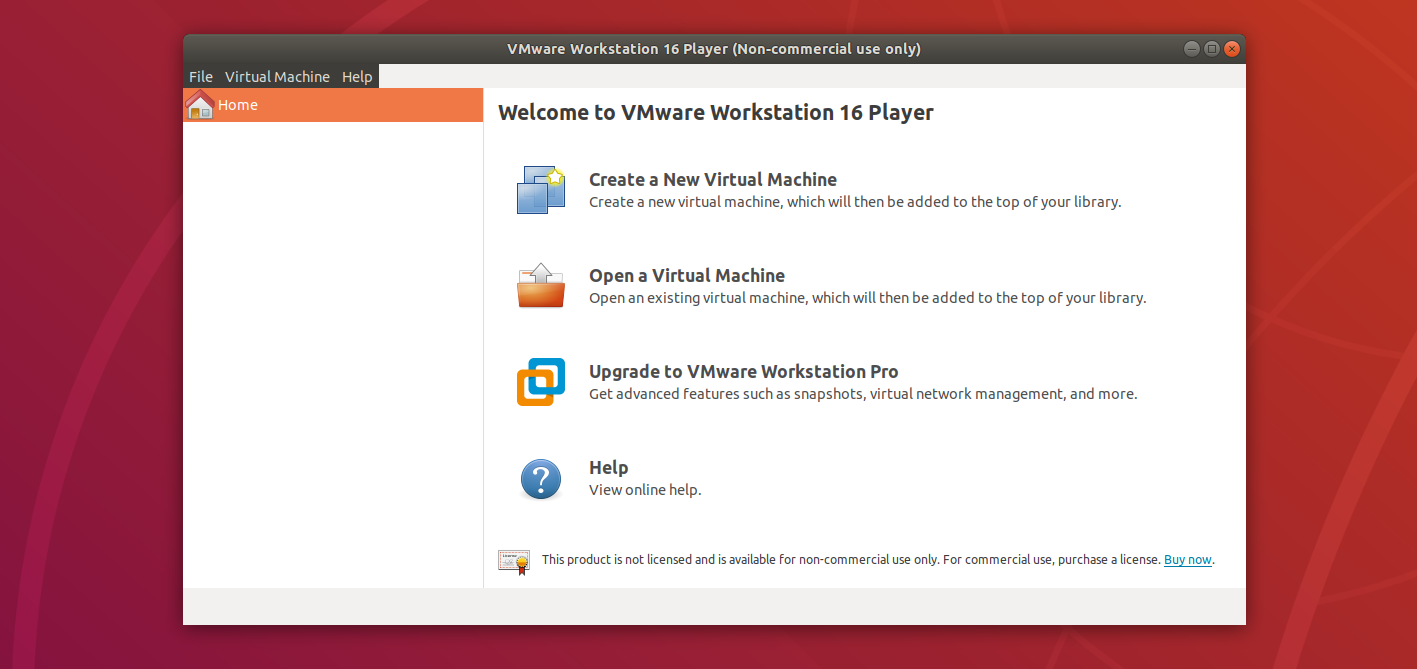 VMware Workstation 16 Player (Non-commercial use only)
File Virtual Machine Help
Home
Welcome to VMware Workstation 16 Player
Create a New Virtual Machine
Create a new virtual machine, which will then be added to the top of your library.
Open a Virtual Machine
Open an existing virtual machine, which will then be added to the top of your library.
Upgrade to VMware Workstation Pro
Get advanced features such as snapshots, virtual network management, and more.
Help
View online help.
This product is not licensed and is available for non-commercial use only. For commercial use, purchase a license. Buy now.